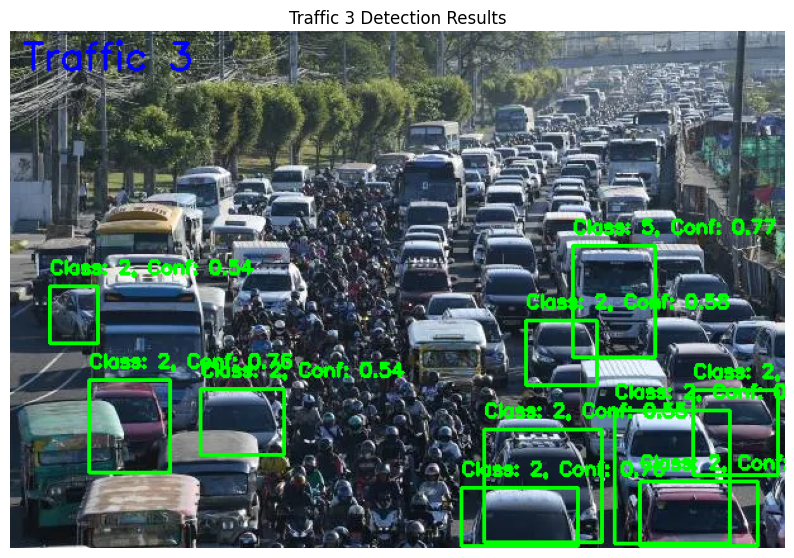 Traffic 3 Detection Results
Traffic 3
Class: 5, Conf: 0.77
Class: 2, Conf: 0.54
Class: 2, Conf: 0.58
Class: 2, Conf: 0.76
Class: 2, Conf: 0.54
Class: 2,
Class: 2, Conf:
Class: 2, Conf: 0.55
Class: 2, Conf:
Class: 2, Conf: